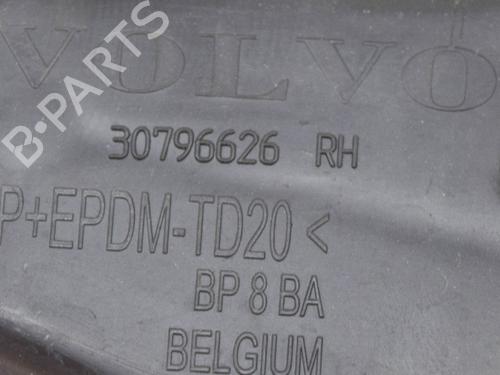 VOLVO
30796626 RH
P+EPDM-TD20<
BP 8 BA
BELGIUM
B-PARTS